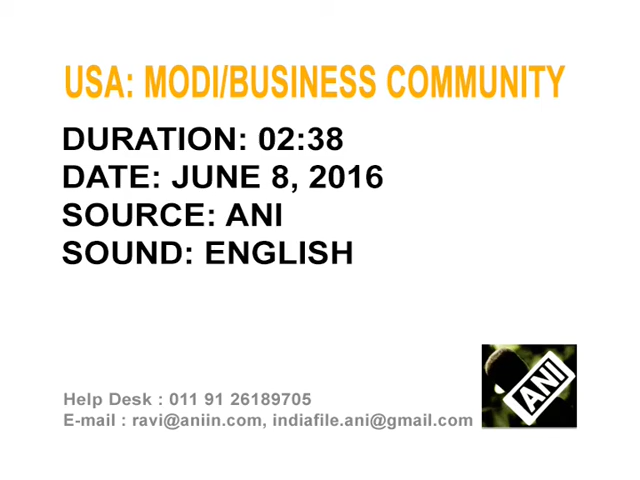 USA: MODI/BUSINESS COMMUNITY
DURATION: 02:38
DATE: JUNE 8, 2016
SOURCE: ANI
SOUND: ENGLISH
Help Desk : 011 91 26189705
E-mail : ravi@aniin.com, indiafile.ani@gmail.com
ANI